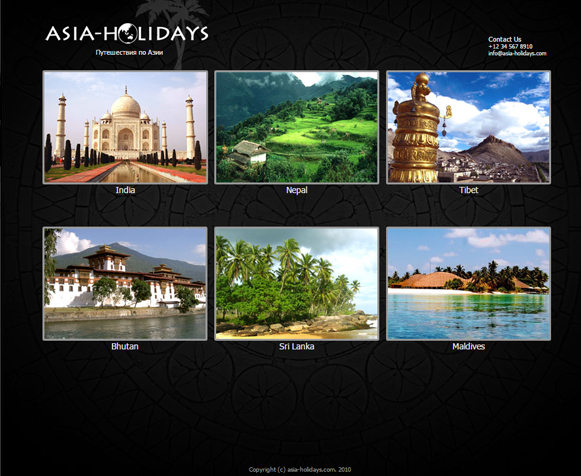 ASIA-HOLIDAYS
Путешествия по Азии
Contact Us
+12 34 567 8910
info@asia-holidays.com
India
Nepal
Tibet
Bhutan
Sri Lanka
Maldives
Copyright (c) asia-holidays.com. 2010